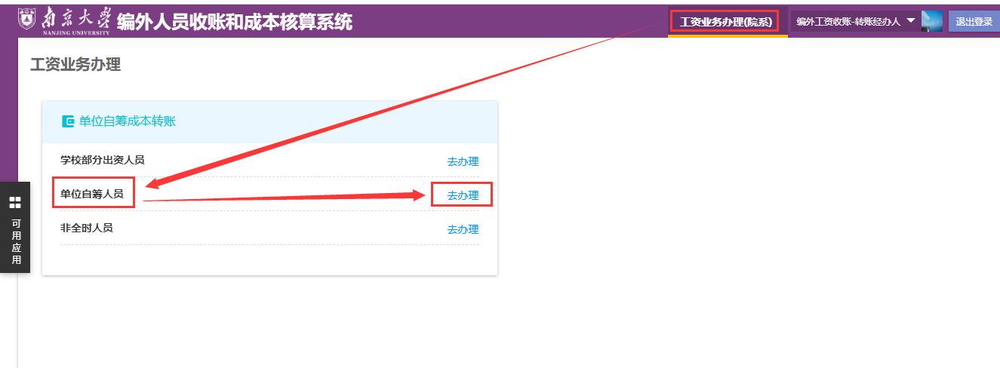 南京大学
NANJING UNIVERSITY
编外人员收账和成本核算系统
工资业务办理(院系)
编外工资收账-转账经办人
退出登录
工资业务办理
单位自筹成本转账
学校部分出资人员
去办理
单位自筹人员
去办理
非全时人员
去办理
可用应用